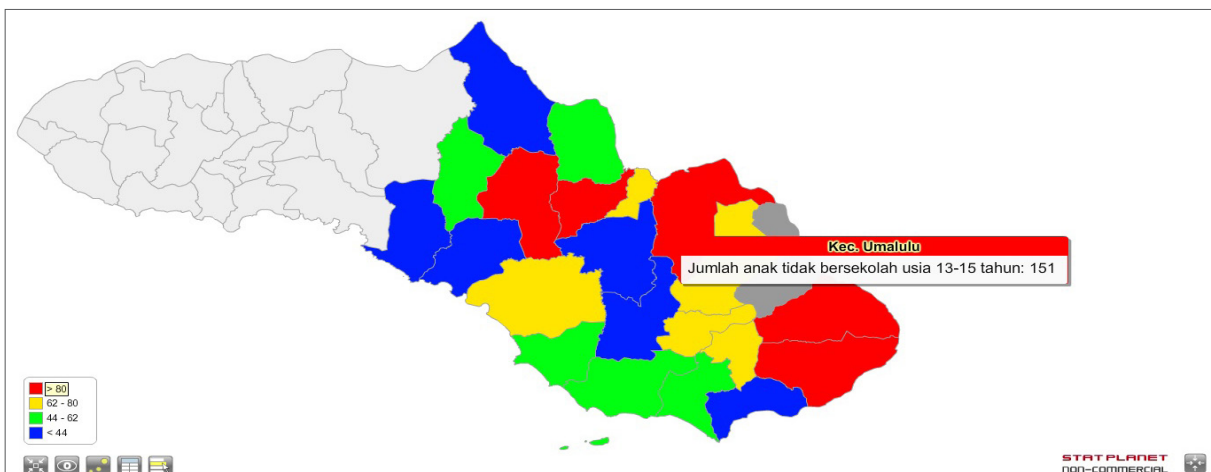 Kec. Umalulu
Jumlah anak tidak bersekolah usia 13-15 tahun: 151
> 80
62 - 80
44 - 62
< 44
STATPLANET
NON-COMMERCIAL